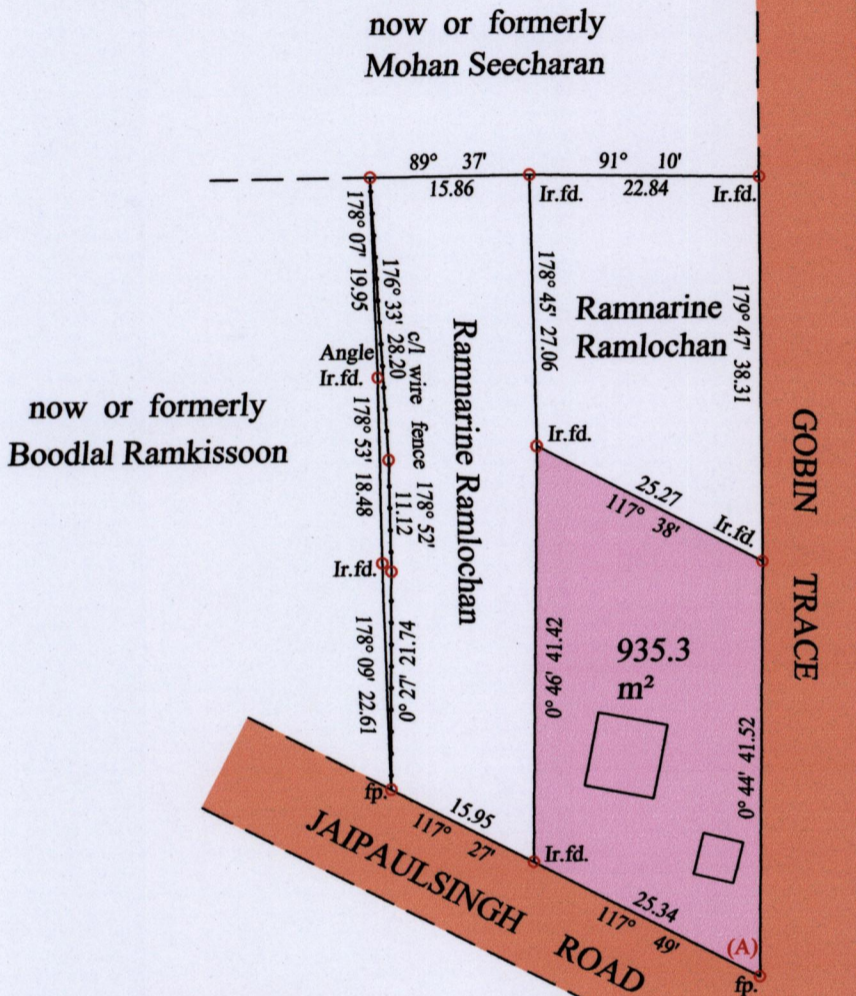 now or formerly
Mohan Seecharan
89° 37'
15.86
91° 10'
22.84
Ir.fd.
Ir.fd.
178° 07' 19.95
176° 33' 28.20
c/l wire fence
178° 45' 27.06
Ramnarine
Ramlochan
179° 47' 38.31
Angle
Ir.fd.
now or formerly
Boodlal Ramkissoon
Ramnarine Ramlochan
178° 53' 18.48
178° 52'
11.12
Ir.fd.
25.27
117° 38'
Ir.fd.
GOBIN TRACE
Ir.fd.
178° 09' 22.61
0° 27' 21.74
0° 46' 41.42
935.3
m²
0° 44' 41.52
fp.
15.95
117° 27'
Ir.fd.
25.34
117° 49'
(A)
fp.
JAIPAULSINGH ROAD